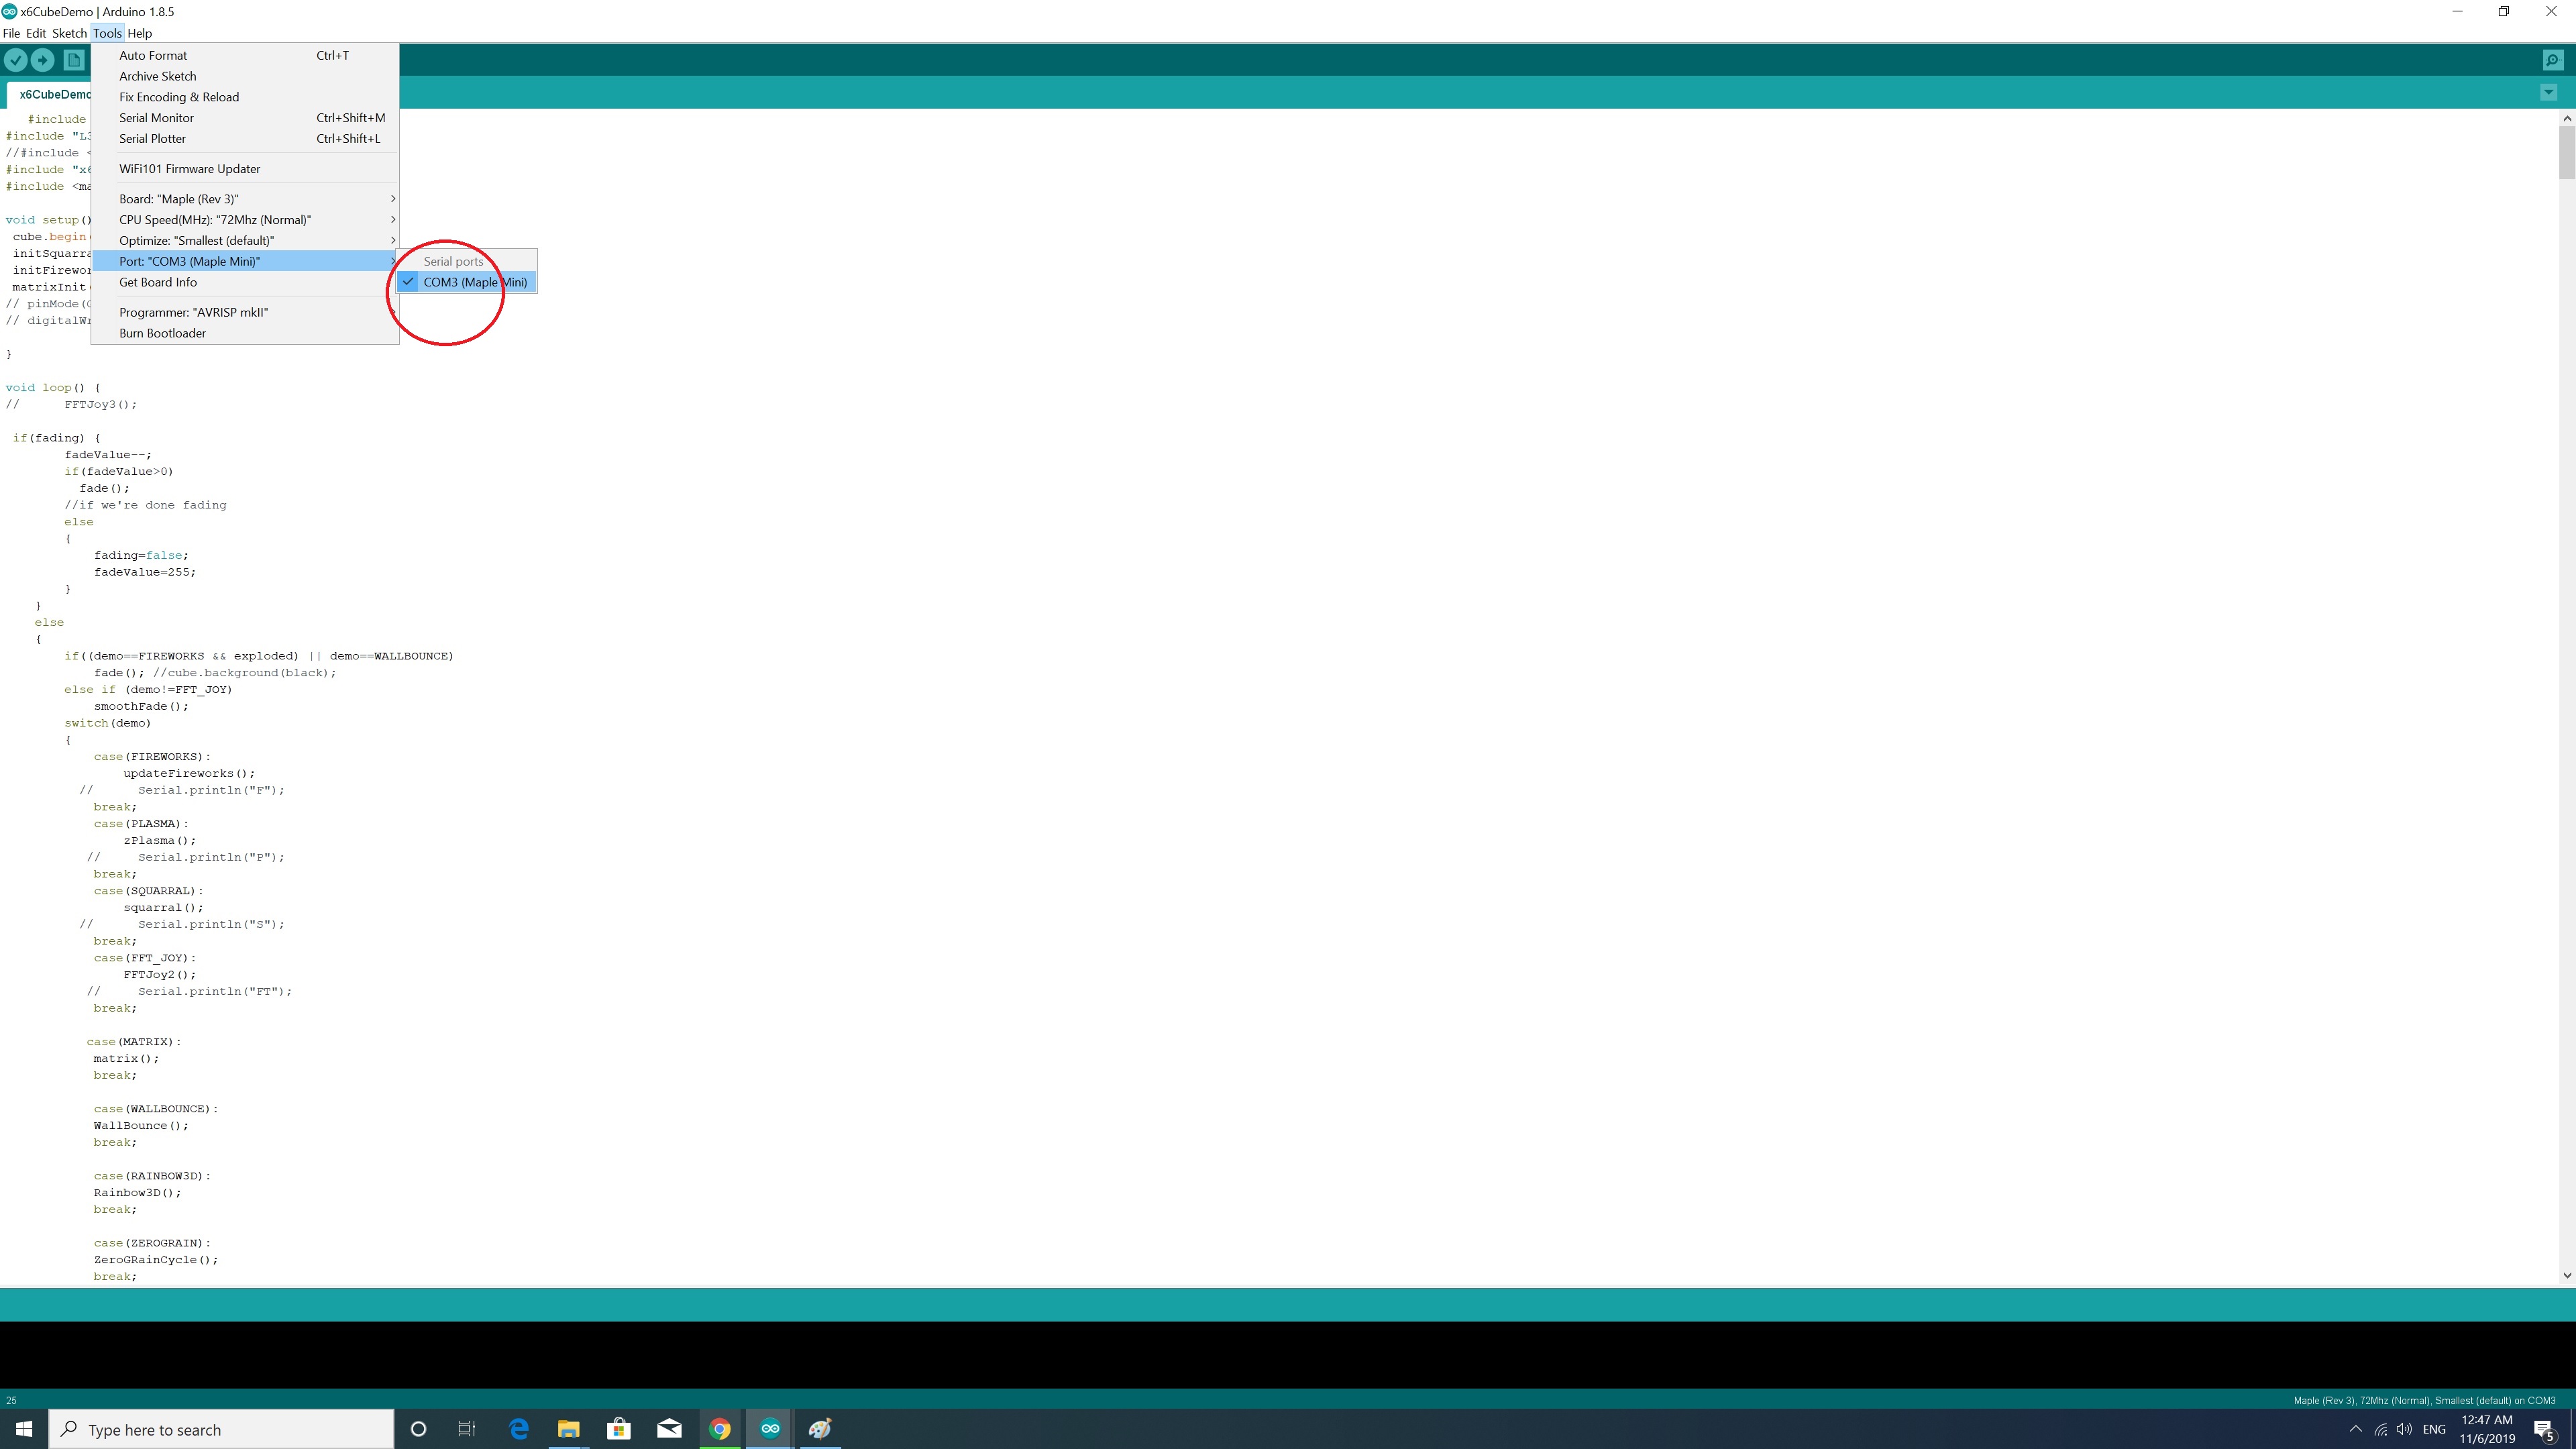 x6CubeDemo | Arduino 1.8.5
File Edit Sketch Tools Help
Auto Format Ctrl+T
Archive Sketch
Fix Encoding & Reload
Serial Monitor Ctrl+Shift+M
Serial Plotter Ctrl+Shift+L
WiFi101 Firmware Updater
Board: "Maple (Rev 3)"
CPU Speed(MHz): "72Mhz (Normal)"
Optimize: "Smallest (default)"
Port: "COM3 (Maple Mini)"
Get Board Info
Programmer: "AVRISP mkII"
Burn Bootloader
Serial ports
COM3 (Maple Mini)
x6CubeDemo
#include
#include "L3
//#include <
#include "x6
#include <ma
void setup()
cube.begin
initSquarra
initFirewor
matrixInit
// pinMode(
// digitalWr
}
void loop() {
// FFTJoy3();
if(fading) {
fadeValue--;
if(fadeValue>0)
fade();
//if we're done fading
else
{
fading=false;
fadeValue=255;
}
}
else
{
if((demo==FIREWORKS && exploded) || demo==WALLBOUNCE)
fade(); //cube.background(black);
else if (demo!=FFT_JOY)
smoothFade();
switch(demo)
{
case(FIREWORKS):
updateFireworks();
// Serial.println("F");
break;
case(PLASMA):
zPlasma();
// Serial.println("P");
break;
case(SQUARRAL):
squarral();
// Serial.println("S");
break;
case(FFT_JOY):
FFTJoy2();
// Serial.println("FT");
break;
case(MATRIX):
matrix();
break;
case(WALLBOUNCE):
WallBounce();
break;
case(RAINBOW3D):
Rainbow3D();
break;
case(ZEROGRAIN):
ZeroGRainCycle();
break;
25
Maple (Rev 3), 72Mhz (Normal), Smallest (default) on COM3
Type here to search
ENG
12:47 AM
11/6/2019
5